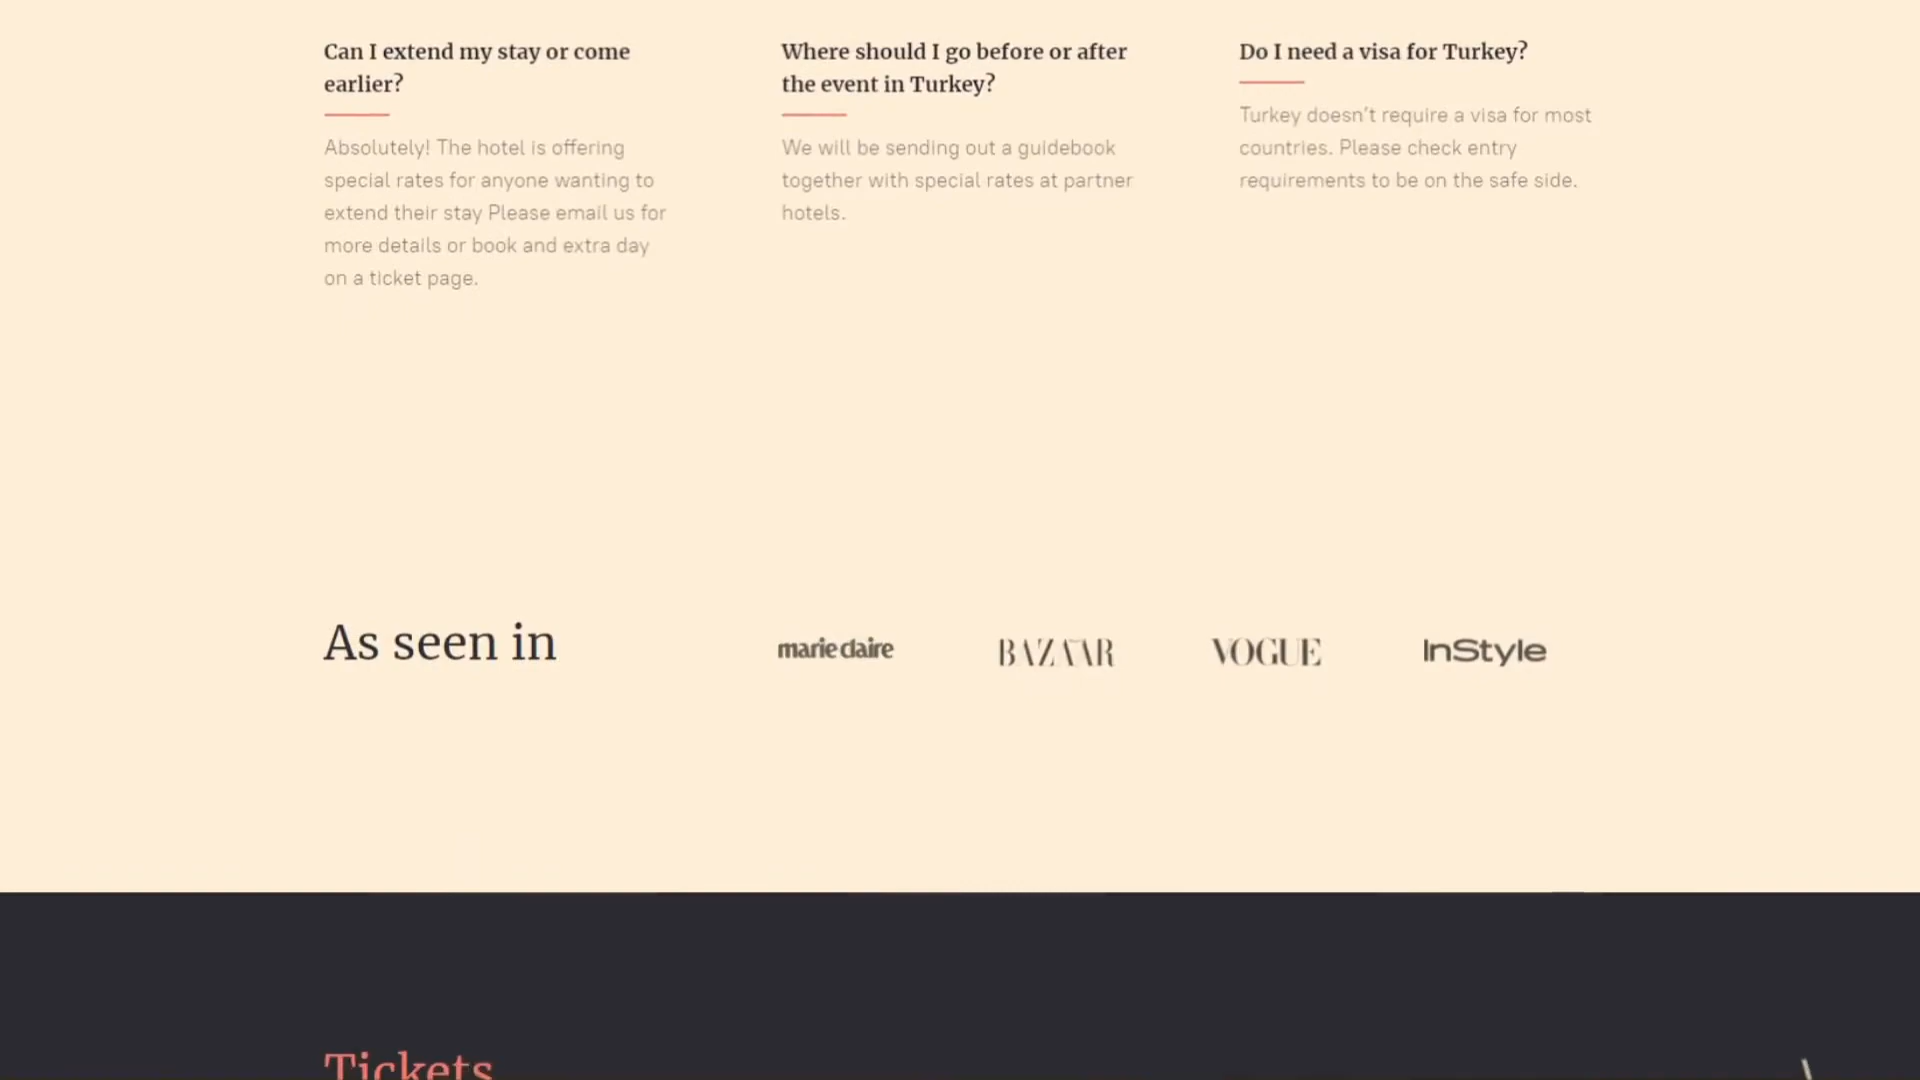 Can I extend my stay or come
earlier?
Absolutely! The hotel is offering
special rates for anyone wanting to
extend their stay Please email us for
more details or book and extra day
on a ticket page.
Where should I go before or after
the event in Turkey?
We will be sending out a guidebook
together with special rates at partner
hotels.
Do I need a visa for Turkey?
Turkey doesn't require a visa for most
countries. Please check entry
requirements to be on the safe side.
As seen in
marie claire
BAZAAR
VOGUE
InStyle
Tickets